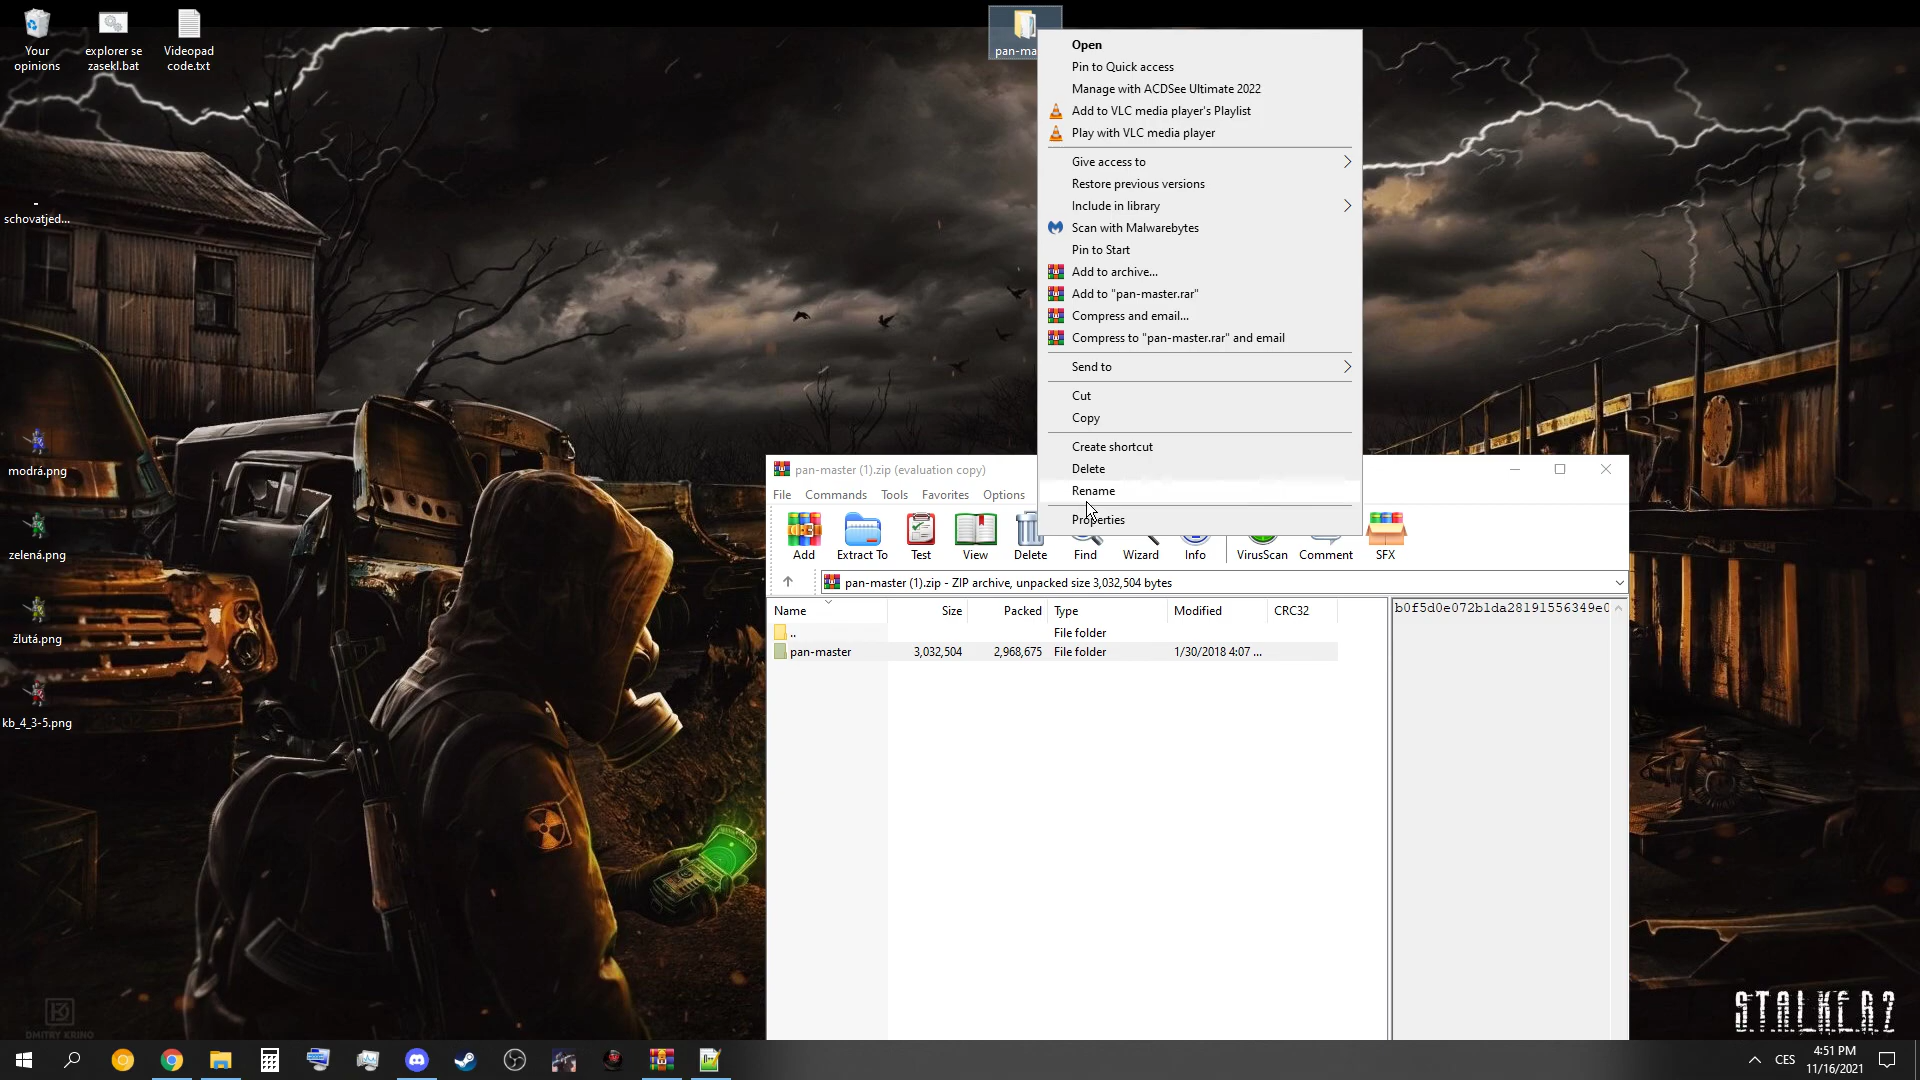 Your
opinions
explorer se
zasekl.bat
Videopad
code.txt
pan-ma
-
schovatjed...
modrá.png
zelená.png
žlutá.png
kb_4_3-5.png
Open
Pin to Quick access
Manage with ACDSee Ultimate 2022
Add to VLC media player's Playlist
Play with VLC media player
Give access to
Restore previous versions
Include in library
Scan with Malwarebytes
Pin to Start
Add to archive...
Add to "pan-master.rar"
Compress and email...
Compress to "pan-master.rar" and email
Send to
Cut
Copy
Create shortcut
Delete
Rename
Properties
pan-master (1).zip (evaluation copy)
File Commands Tools Favorites Options
Add Extract To Test View Delete Find Wizard Info VirusScan Comment SFX
pan-master (1).zip - ZIP archive, unpacked size 3,032,504 bytes
Name Size Packed Type Modified CRC32
.. File folder
pan-master 3,032,504 2,968,675 File folder 1/30/2018 4:07 ...
b0f5d0e072b1da28191556349e0
DMITRY KRINO
S.T.A.L.K.E.R 2
CES
4:51 PM
11/16/2021